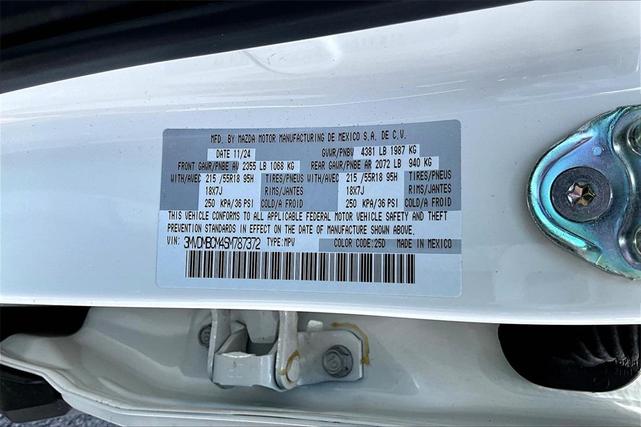 MFD. BY MAZDA MOTOR MANUFACTURING DE MEXICO S.A. DE C.V.
DATE 11/24 GVWR/PNBV 4381 LB 1987 KG
FRONT GAWR/PNBE AV 2355 LB 1068 KG REAR GAWR/PNBE AR 2072 LB 940 KG
WITH/AVEC 215 /55R18 95H TIRES/PNEUS WITH/AVEC 215 /55R18 95H TIRES/PNEUS
18X7J RIMS/JANTES 18X7J RIMS/JANTES
250 KPA/36 PSI COLD/A FROID 250 KPA/36 PSI COLD/A FROID
THIS VEHICLE CONFORMS TO ALL APPLICABLE FEDERAL MOTOR VEHICLE SAFETY AND THEFT
PREVENTION STANDARDS IN EFFECT ON THE DATE OF MANUFACTURE SHOWN ABOVE.
VIN: 3MVDMBCM4SM787372 TYPE:MPV COLOR CODE:25D MADE IN MEXICO